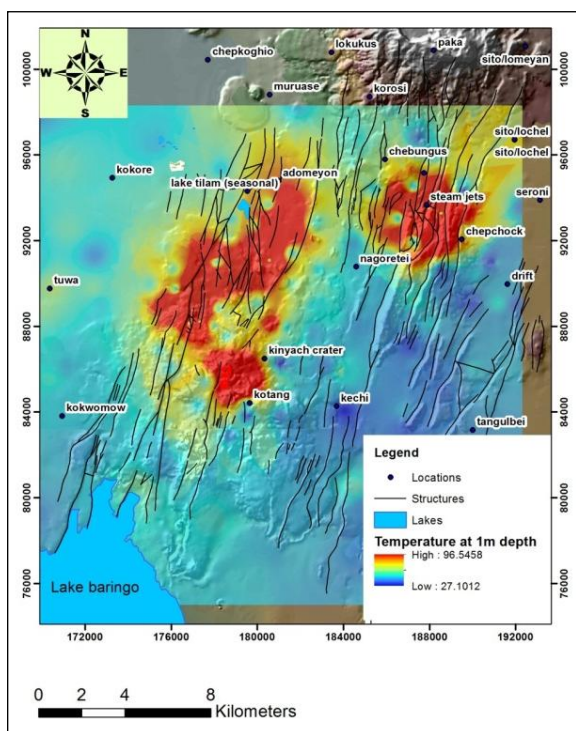 N
W
E
S
chepkoghio
lokukus
paka
sito/lomeyan
muruase
korosi
sito/lochel
chebungus
sito/lochel
kokore
adomeyon
lake tilam (seasonal)
steam jets
seroni
chepchock
nagoretei
tuwa
drift
kinyach crater
kokwomow
kotang
kechi
tangulbei
Lake baringo
Legend
Locations
Structures
Lakes
Temperature at 1m depth
High : 96.5458
Low : 27.1012
100000
96000
92000
88000
84000
80000
76000
100000
96000
92000
88000
84000
80000
76000
172000
176000
180000
184000
188000
192000
0 2 4 8
Kilometers